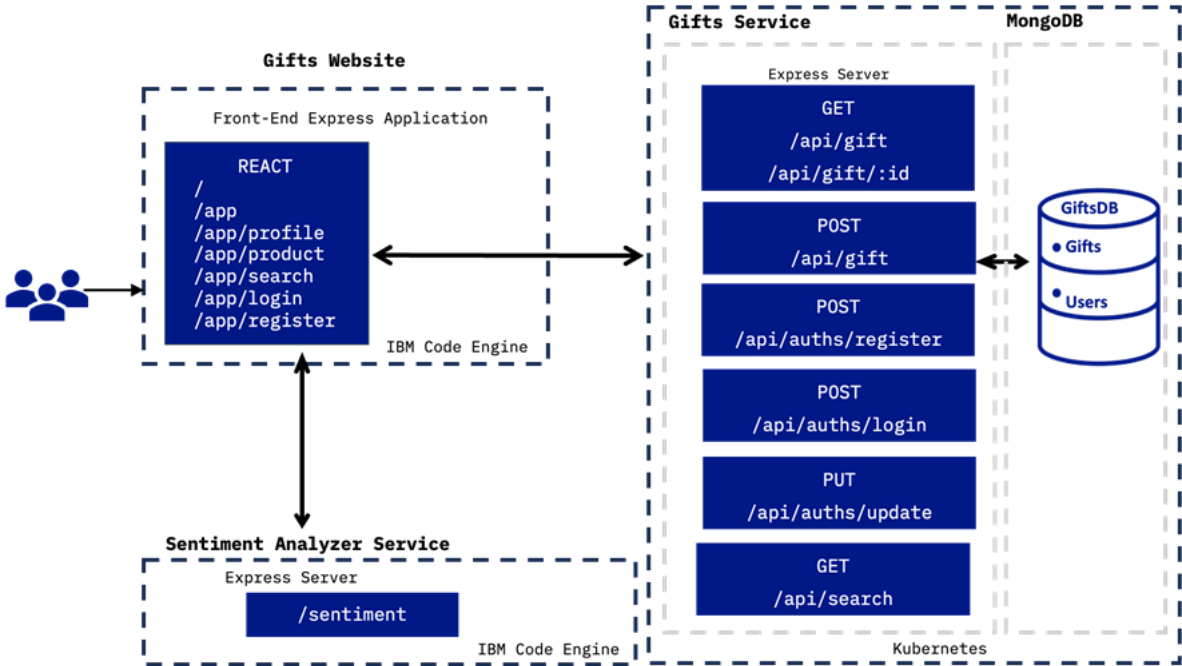 Gifts Website
Front-End Express Application
REACT
/
/app
/app/profile
/app/product
/app/search
/app/login
/app/register
IBM Code Engine
Sentiment Analyzer Service
Express Server
/sentiment
IBM Code Engine
Gifts Service
Express Server
GET
/api/gift
/api/gift/:id
POST
/api/gift
POST
/api/auths/register
POST
/api/auths/login
PUT
/api/auths/update
GET
/api/search
MongoDB
GiftsDB
• Gifts
• Users
Kubernetes